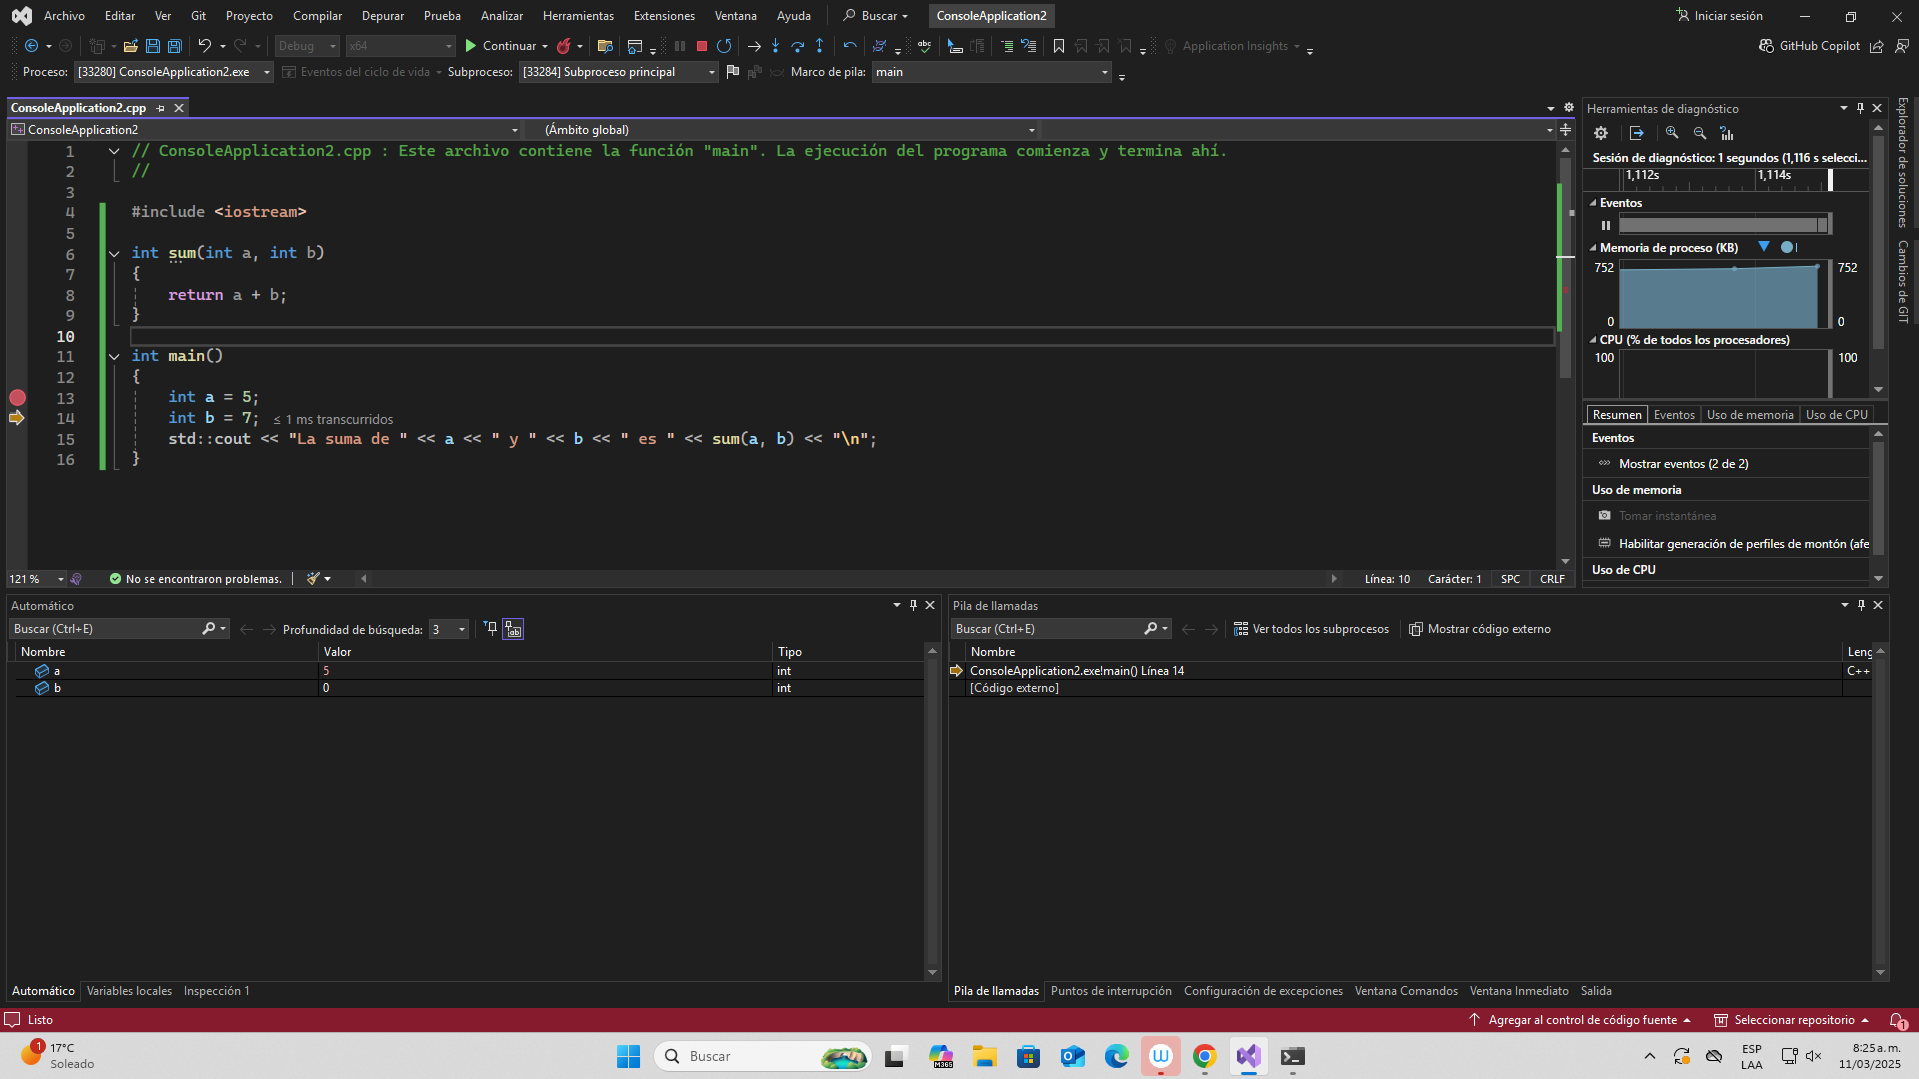 Archivo Editar Ver Git Proyecto Compilar Depurar Prueba Analizar Herramientas Extensiones Ventana Ayuda Buscar ConsoleApplication2 Iniciar sesión
Debug x64 Continuar Application Insights GitHub Copilot
Proceso: [33280] ConsoleApplication2.exe Eventos del ciclo de vida Subproceso: [33284] Subproceso principal Marco de pila: main
ConsoleApplication2.cpp
ConsoleApplication2 (Ámbito global)
1 // ConsoleApplication2.cpp : Este archivo contiene la función "main". La ejecución del programa comienza y termina ahí.
2 //
3
4 #include <iostream>
5
6 int sum(int a, int b)
7 {
8 return a + b;
9 }
10
11 int main()
12 {
13 int a = 5;
14 int b = 7; ≤ 1 ms transcurridos
15 std::cout << "La suma de " << a << " y " << b << " es " << sum(a, b) << "\n";
16 }
121 % No se encontraron problemas. Línea: 10 Carácter: 1 SPC CRLF
Herramientas de diagnóstico
Sesión de diagnóstico: 1 segundos (1,116 s selecci...
1,112s 1,114s
Eventos
Memoria de proceso (KB)
752 752
0 0
CPU (% de todos los procesadores)
100 100
Resumen Eventos Uso de memoria Uso de CPU
Eventos
Mostrar eventos (2 de 2)
Uso de memoria
Tomar instantánea
Habilitar generación de perfiles de montón (afe
Uso de CPU
Explorador de soluciones
Cambios de GIT
Automático
Buscar (Ctrl+E) Profundidad de búsqueda: 3
Nombre Valor Tipo
a 5 int
b 0 int
Automático Variables locales Inspección 1
Pila de llamadas
Buscar (Ctrl+E) Ver todos los subprocesos Mostrar código externo
Nombre Leng
ConsoleApplication2.exe!main() Línea 14 C++
[Código externo]
Pila de llamadas Puntos de interrupción Configuración de excepciones Ventana Comandos Ventana Inmediato Salida
Listo Agregar al control de código fuente Seleccionar repositorio 1
1 17°C
Soleado
Buscar
M365
ESP
LAA
8:25 a. m.
11/03/2025